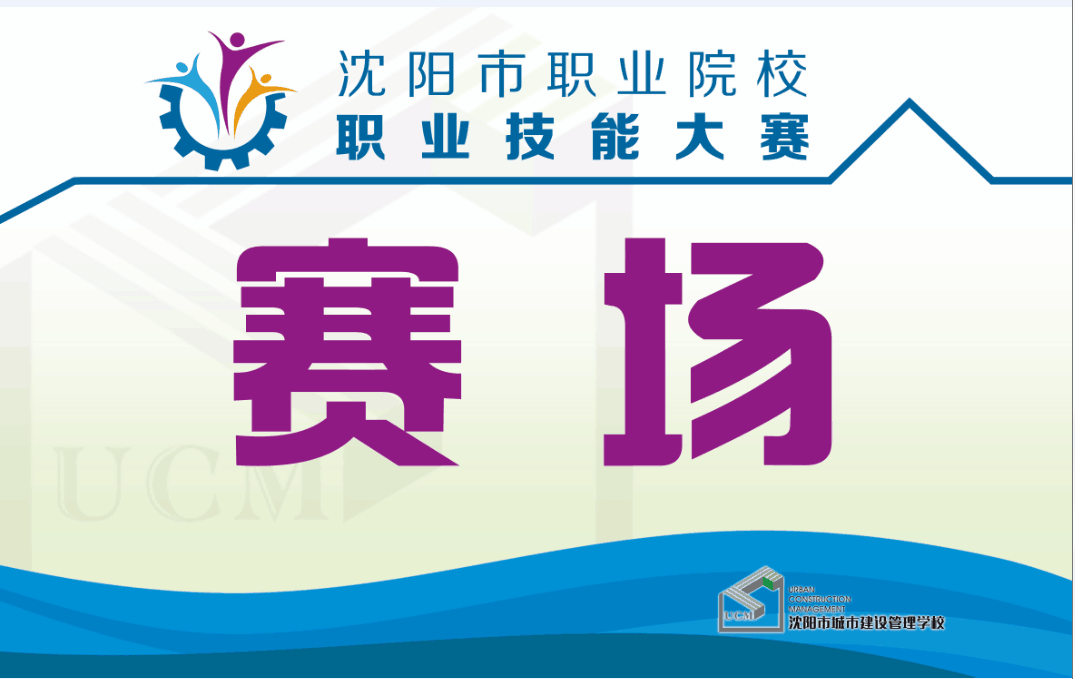 沈阳市职业院校
职业技能大赛
赛场
UCM
URBAN
CONSTRUCTION
MANAGEMENT
UCM
沈阳市城市建设管理学校